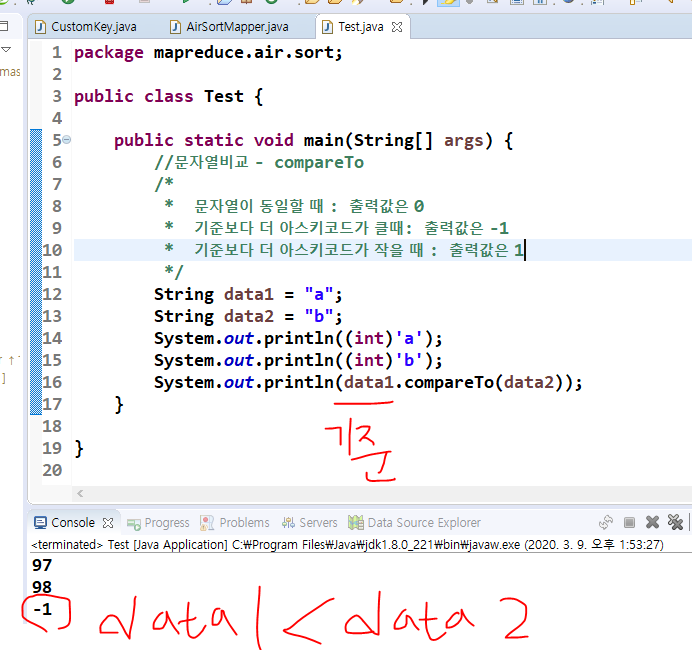 CustomKey.java AirSortMapper.java Test.java
1 package mapreduce.air.sort;
mas
2
3 public class Test {
4
5 public static void main(String[] args) {
6 //문자열비교 - compareTo
7 /*
8 * 문자열이 동일할 때 : 출력값은 0
9 * 기준보다 더 아스키코드가 클때: 출력값은 -1
10 * 기준보다 더 아스키코드가 작을 때 : 출력값은 1
11 */
12 String data1 = "a";
13 String data2 = "b";
14 System.out.println((int)'a');
15 System.out.println((int)'b');
16 System.out.println(data1.compareTo(data2));
17 }
18
19 }
20
기준
Console Progress Problems Servers Data Source Explorer
<terminated> Test [Java Application] C:₩Program Files₩Java₩jdk1.8.0_221₩bin₩javaw.exe (2020. 3. 9. 오후 1:53:27)
97
98
-1
data1 < data 2